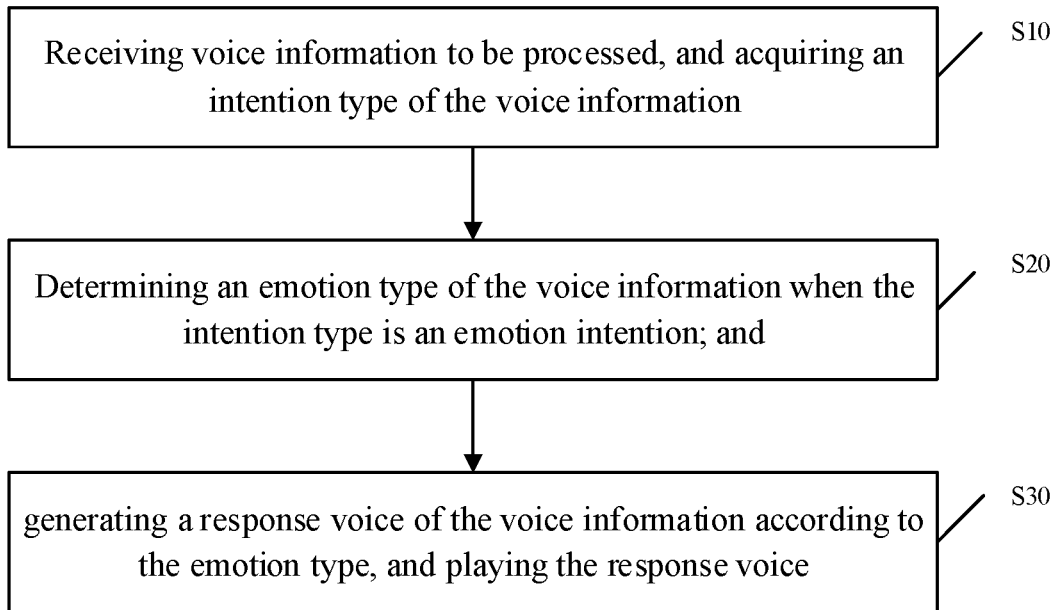 Receiving voice information to be processed, and acquiring an
intention type of the voice information
S10
Determining an emotion type of the voice information when the
intention type is an emotion intention; and
S20
generating a response voice of the voice information according to
the emotion type, and playing the response voice
S30